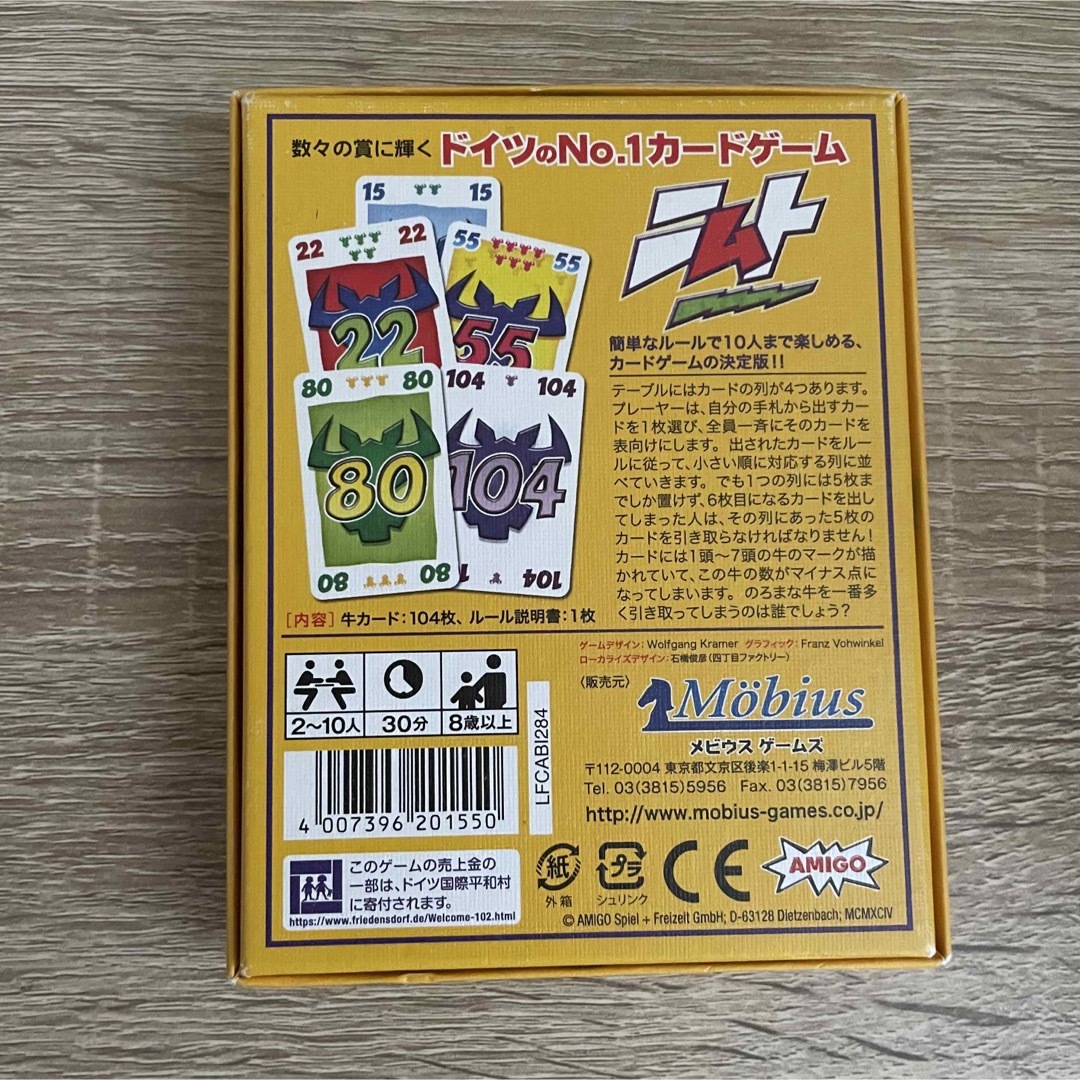 数々の賞に輝く ドイツのNo.1カードゲーム
ニムト
15 15
22 22
22
55 55
55
80 80
80
80 80
104 104
104
104
簡単なルールで10人まで楽しめる、
カードゲームの決定版!!
テーブルにはカードの列が4つあります。
プレーヤーは、自分の手札から出すカー
ドを1枚選び、全員一斉にそのカードを
表向けにします。出されたカードをルー
ルに従って、小さい順に対応する列に並
べていきます。でも1つの列には5枚ま
でしか置けず、6枚目になるカードを出し
てしまった人は、その列にあった5枚の
カードを引き取らなければなりません!
カードには1頭〜7頭の牛のマークが描
かれていて、この牛の数がマイナス点に
なってしまいます。のろまな牛を一番多
く引き取ってしまうのは誰でしょう?
[内容] 牛カード:104枚、ルール説明書:1枚
ゲームデザイン:Wolfgang Kramer グラフィック:Franz Vohwinkel
ローカライズデザイン:石橋俊彦(四丁目ファクトリー)
2〜10人 30分 8歳以上
LFCABI284
4 007396 201550
〈販売元〉
Möbius
メビウス ゲームズ
〒112-0004 東京都文京区後楽1-1-15 梅澤ビル5階
Tel. 03(3815)5956 Fax. 03(3815)7956
http://www.mobius-games.co.jp/
このゲームの売上金の
一部は、ドイツ国際平和村
に寄付されます。
https://www.friedensdorf.de/Welcome-102.html
紙
外箱
プラ
シュリンク
CE
AMIGO
© AMIGO Spiel + Freizeit GmbH; D-63128 Dietzenbach; MCMXCIV